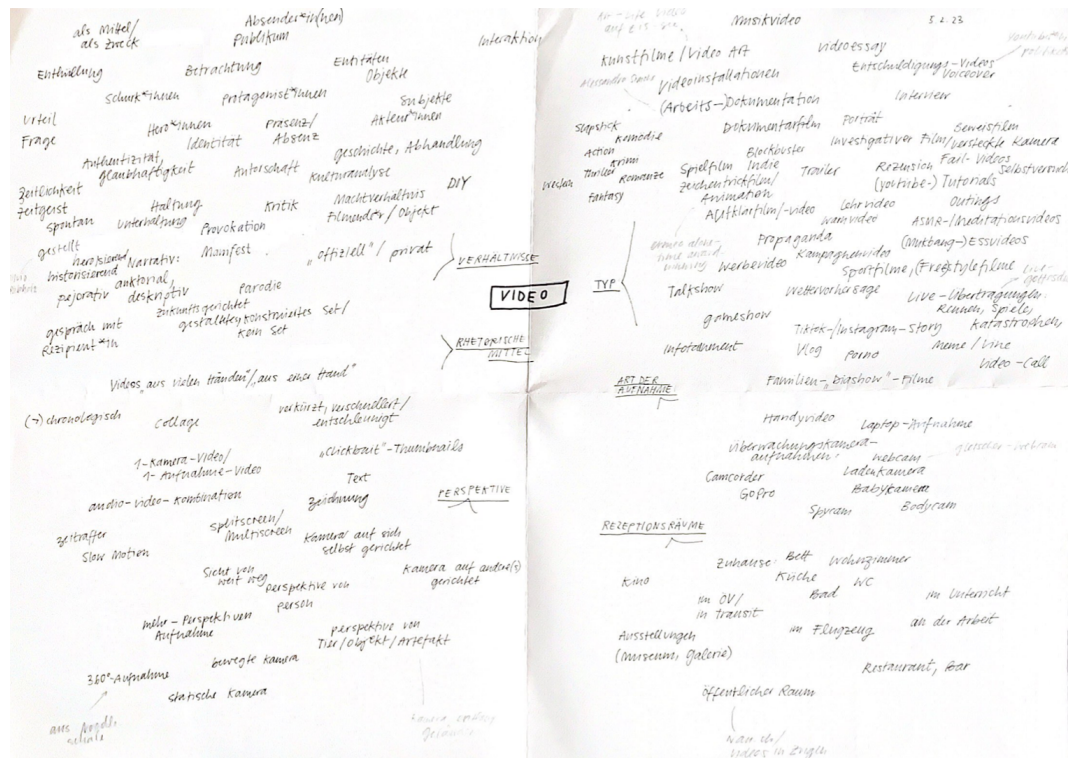 als Mittel/
als Zweck
Absender*in(nen)
Publikum
Interaktion
Enthüllung
Betrachtung
Entitäten
Objekte
Schurk*innen
Protagonist*innen
Subjekte
Urteil
Hero*innen
Präsenz/
Absenz
Akteur*innen
Frage
Identität
Authentizität,
Glaubhaftigkeit
Autorschaft
Geschichte, Abhandlung
Kulturanalyse
Zeitlichkeit
Zeitgeist
Haltung
Kritik
Machtverhältnis
Filmender/Objekt
DIY
spontan
Unterhaltung
Provokation
gestellt
heroisierend
historisierend
pejorativ
Narrativ:
auktorial,
deskriptiv
Manifest
„offiziell“ / privat
VERHÄLTNISSE
Parodie
zukunftsgerichtet
gestaltetes, konstruiertes Set/
kein Set
Gespräch mit
Rezipient*in
RHETORISCHE
MITTEL
Videos „aus vielen Händen“/„aus einer Hand“
(→) chronologisch
Collage
verkürzt, verschnellert/
entschleunigt
1-Kamera-Video/
1-Aufnahme-Video
„Clickbait“-Thumbnails
Text
Audio-Video-Kombination
Zeichnung
PERSPEKTIVE
Zeitraffer
Splitscreen/
Multiscreen
Kamera auf sich
selbst gerichtet
Slow Motion
Sicht von
weit weg
Perspektive von
Person
Kamera auf andere(s)
gerichtet
mehr-Perspektiven
Aufnahme
Perspektive von
Tier/Objekt/Artefakt
bewegte Kamera
360°-Aufnahme
statische Kamera
VIDEO
Musikvideo
5.2.23
Kunstfilme/Video Art
Videoessay
Entschuldigungs-Videos
Voiceover
Videoinstallationen
(Arbeits-)Dokumentation
Interview
Slapstick
Komödie
Action
Krimi
Thriller
Romanze
Western
Fantasy
Dokumentarfilm
Porträt
Beweisfilm
Investigativer Film/versteckte Kamera
Blockbuster
Spielfilm
Indie
Trailer
Rezension
Fail-Videos
Zeichentrickfilm/
Animation
(Youtube-) Tutorials
Aufklärfilm/-video
Lehrvideo
Outings
Warnvideo
ASMR-/Meditationsvideos
Propaganda
(Mukbang-) Essvideos
Werbevideo
Kampagnenvideo
Sportfilme, (Free)stylefilme
TYP
Talkshow
Wettervorhersage
Live-Übertragungen:
Rennen, Spiele,
Katastrophen,
Gameshow
Tiktok-/Instagram-Story
Infotainment
Vlog
Porno
Meme / Vine
Video-Call
Familien-„Diashow“-Filme
ART DER
AUFNAHME
Handyvideo
Laptop-Aufnahme
Überwachungskamera-
aufnahmen:
Webcam
Camcorder
Ladenkamera
GoPro
Babykamera
Spycam
Bodycam
REZEPTIONSRÄUME
Kino
Zuhause:
Bett
Wohnzimmer
Küche
WC
Bad
im ÖV/
in transit
im Unterricht
Ausstellungen
(Museum, Galerie)
im Flugzeug
an der Arbeit
Restaurant, Bar
öffentlicher Raum